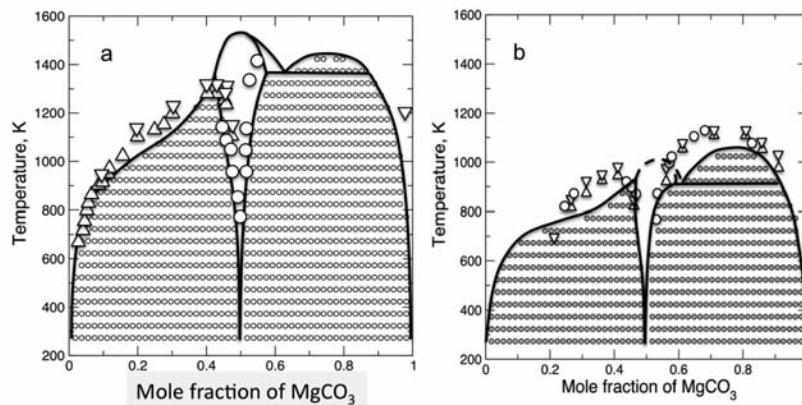 a
1600
1400
1200
1000
800
600
400
200
Temperature, K
0 0.2 0.4 0.6 0.8 1
Mole fraction of MgCO3
b
1600
1400
1200
1000
800
600
400
200
Temperature, K
0 0.2 0.4 0.6 0.8
Mole fraction of MgCO3